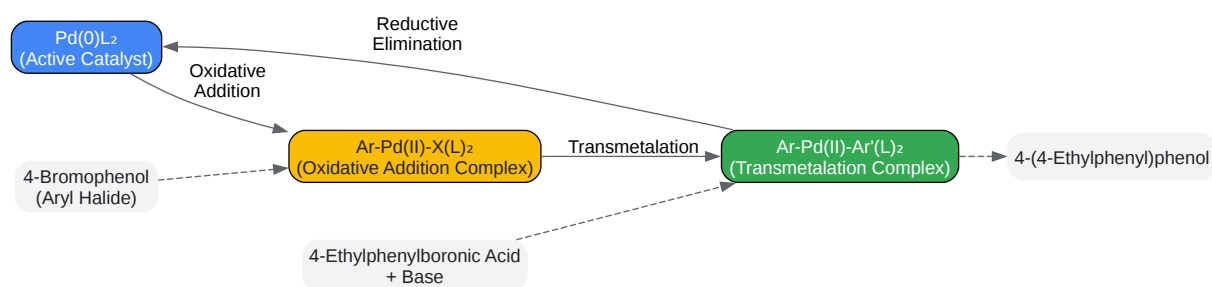 Reductive
Elimination
Pd(0)L₂
(Active Catalyst)
Oxidative
Addition
Ar-Pd(II)-X(L)₂
(Oxidative Addition Complex)
Transmetalation
Ar-Pd(II)-Ar'(L)₂
(Transmetalation Complex)
4-(4-Ethylphenyl)phenol
4-Bromophenol
(Aryl Halide)
4-Ethylphenylboronic Acid
+ Base